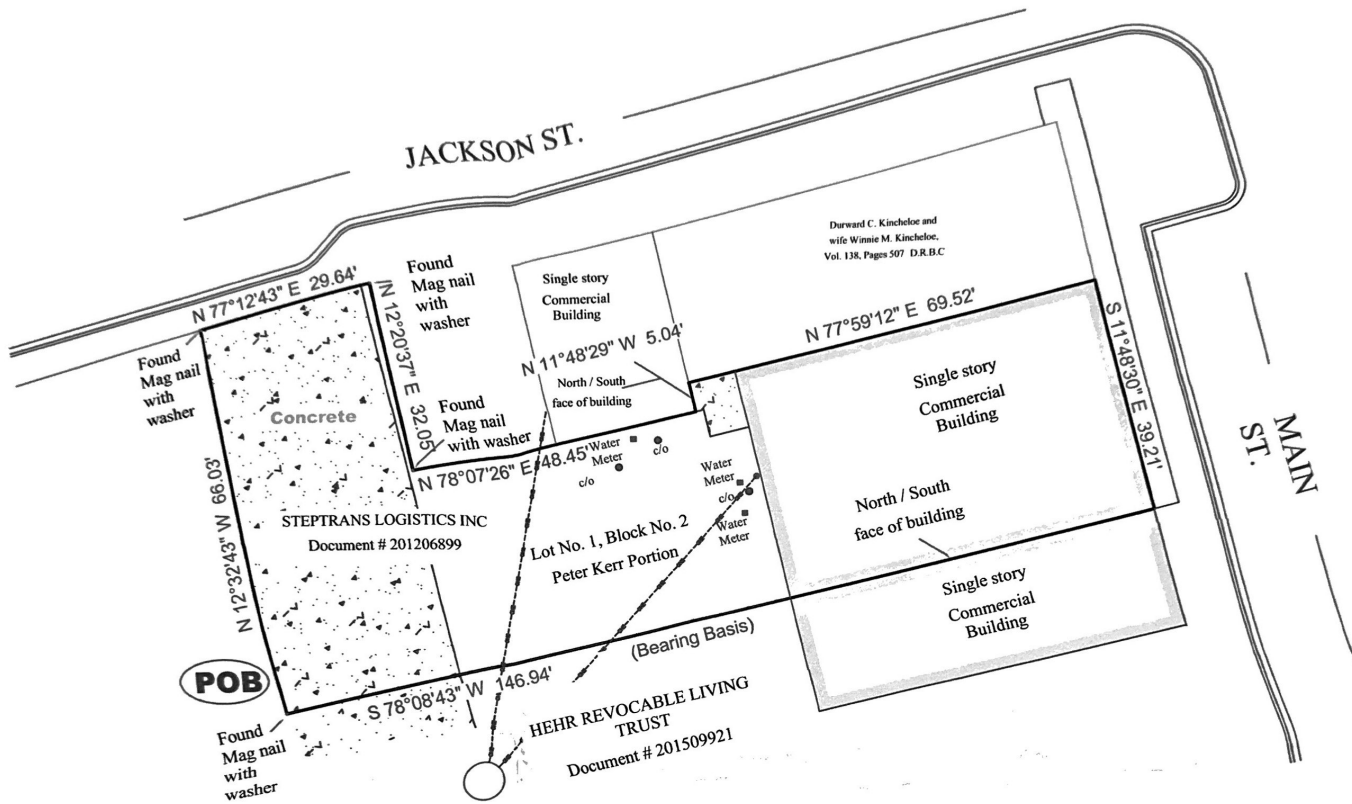 JACKSON ST.
Durward C. Kincheloe and
wife Winnie M. Kincheloe,
Vol. 138, Pages 507 D.R.B.C
Found
Mag nail
with
washer
N 77°12'43" E 29.64'
N 12°20'37" E 32.05'
Single story
Commercial
Building
N 11°48'29" W 5.04'
N 77°59'12" E 69.52'
S 11°48'30" E 39.21'
Found
Mag nail
with
washer
North / South
face of building
Single story
Commercial
Building
Concrete
Found
Mag nail
with washer
MAIN
ST.
N 78°07'26" E 48.45'
Water
Meter
c/o
c/o
Water
Meter
c/o
Water
Meter
N 12°32'43" W 66.03'
STEPTRANS LOGISTICS INC
Document # 201206899
Lot No. 1, Block No. 2
Peter Kerr Portion
North / South
face of building
Single story
Commercial
Building
(Bearing Basis)
POB
S 78°08'43" W 146.94'
Found
Mag nail
with
washer
HEHR REVOCABLE LIVING
TRUST
Document # 201509921